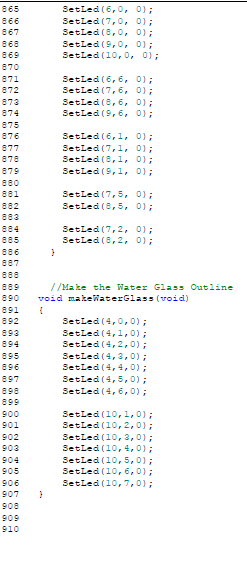 865 SetLed(6,0, 0);
866 SetLed(7,0, 0);
867 SetLed(8,0, 0);
868 SetLed(9,0, 0);
869 SetLed(10,0, 0);
870
871 SetLed(6,6, 0);
872 SetLed(7,6, 0);
873 SetLed(8,6, 0);
874 SetLed(9,6, 0);
875
876 SetLed(6,1, 0);
877 SetLed(7,1, 0);
878 SetLed(8,1, 0);
879 SetLed(9,1, 0);
880
881 SetLed(7,5, 0);
882 SetLed(8,5, 0);
883
884 SetLed(7,2, 0);
885 SetLed(8,2, 0);
886 }
887
888
889 //Make the Water Glass Outline
890 void makeWaterGlass(void)
891 {
892 SetLed(4,0,0);
893 SetLed(4,1,0);
894 SetLed(4,2,0);
895 SetLed(4,3,0);
896 SetLed(4,4,0);
897 SetLed(4,5,0);
898 SetLed(4,6,0);
899
900 SetLed(10,1,0);
901 SetLed(10,2,0);
902 SetLed(10,3,0);
903 SetLed(10,4,0);
904 SetLed(10,5,0);
905 SetLed(10,6,0);
906 SetLed(10,7,0);
907 }
908
909
910